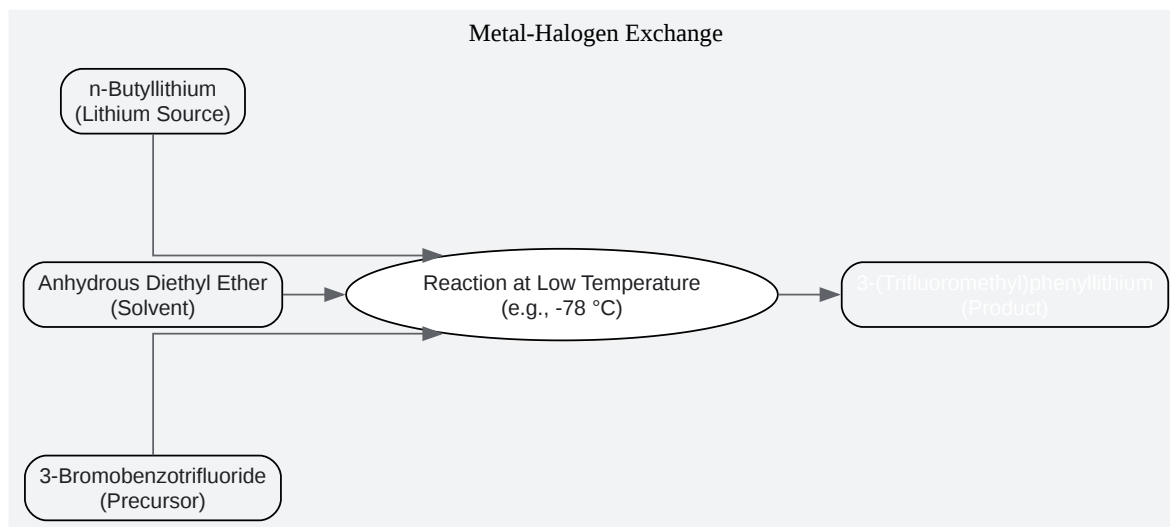 Metal-Halogen Exchange
n-Butyllithium
(Lithium Source)
Anhydrous Diethyl Ether
(Solvent)
Reaction at Low Temperature
(e.g., -78 °C)
3-(Trifluoromethyl)phenyllithium
(Product)
3-Bromobenzotrifluoride
(Precursor)